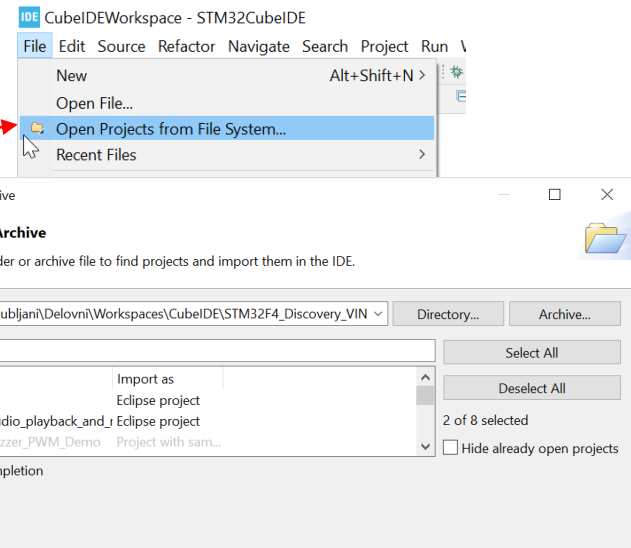 IDE CubeIDEWorkspace - STM32CubeIDE
File Edit Source Refactor Navigate Search Project Run
New Alt+Shift+N >
Open File...
Open Projects from File System...
Recent Files >
ive
Archive
der or archive file to find projects and import them in the IDE.
ubljani\Delovni\Workspaces\CubeIDE\STM32F4_Discovery_VIN Directory... Archive...
Select All
Import as
Deselect All
Eclipse project
dio_playback_and_r Eclipse project
2 of 8 selected
zzer_PWM_Demo Project with sam...
Hide already open projects
mpletion